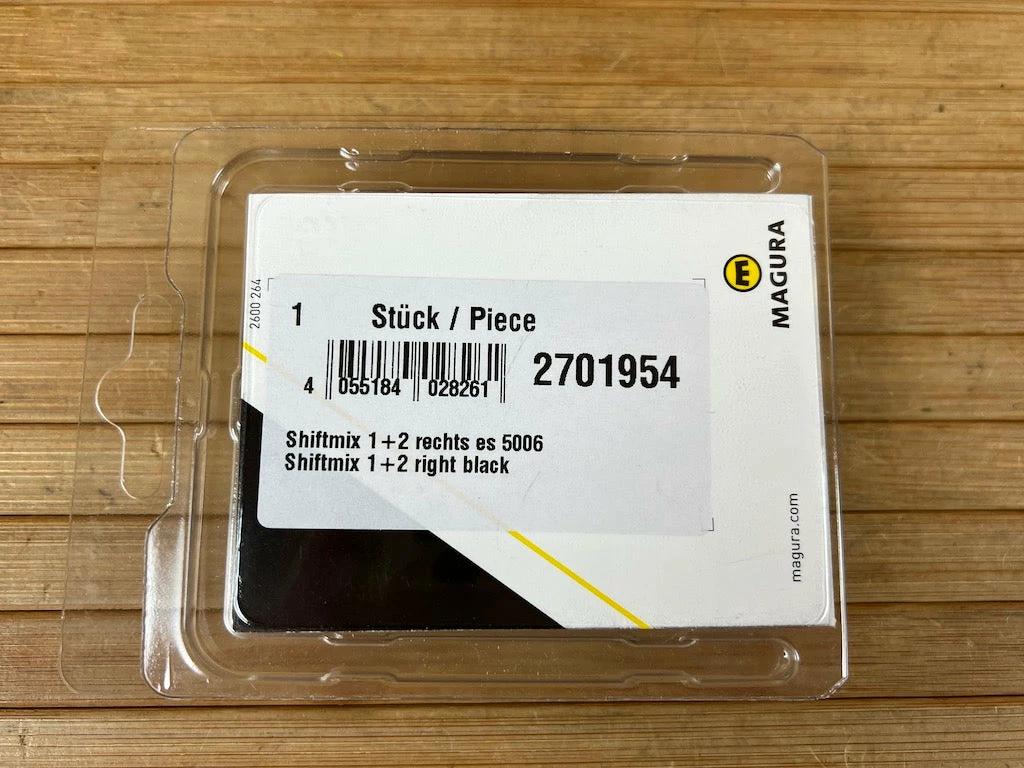 2600 264
1 Stück / Piece
4 055184 028261
2701954
Shiftmix 1+2 rechts es 5006
Shiftmix 1+2 right black
E MAGURA
magura.com